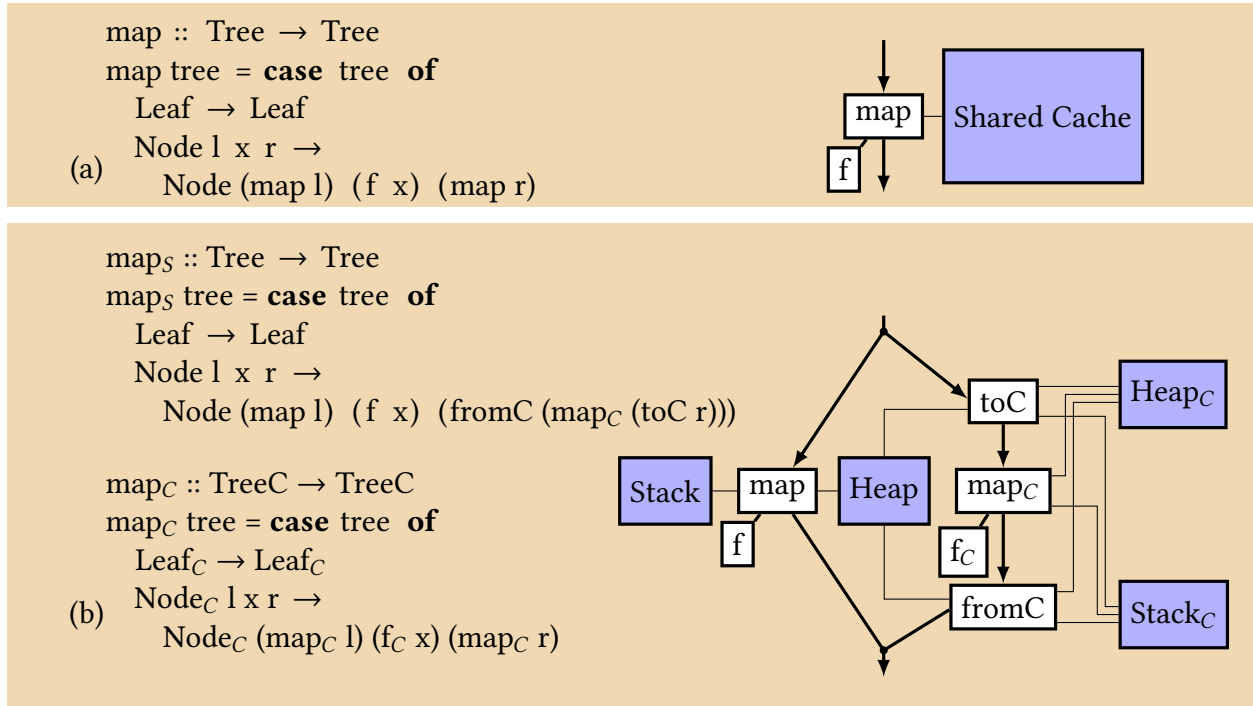 map :: Tree → Tree
map tree = case tree of
Leaf → Leaf
Node l x r →
(a) Node (map l) (f x) (map r)
map
f
Shared Cache
map_S :: Tree → Tree
map_S tree = case tree of
Leaf → Leaf
Node l x r →
Node (map l) (f x) (fromC (map_C (toC r)))
map_C :: TreeC → TreeC
map_C tree = case tree of
Leaf_C → Leaf_C
(b) Node_C l x r →
Node_C (map_C l) (f_C x) (map_C r)
toC
Heap_C
Stack
map
Heap
map_C
f
f_C
fromC
Stack_C